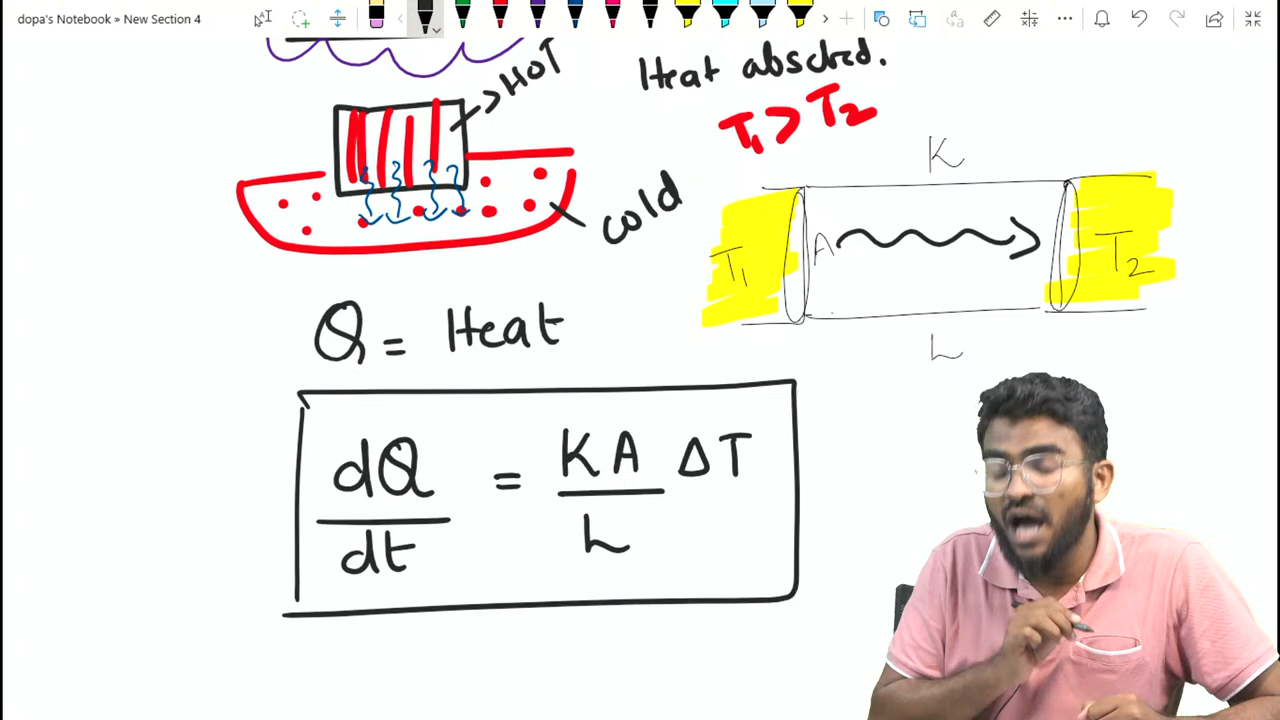 dopa's Notebook » New Section 4
HOT
Heat absorbed.
T₁ > T₂
K
cold
T₁
A
T₂
L
Q = Heat
dQ/dt = KA/L ΔT